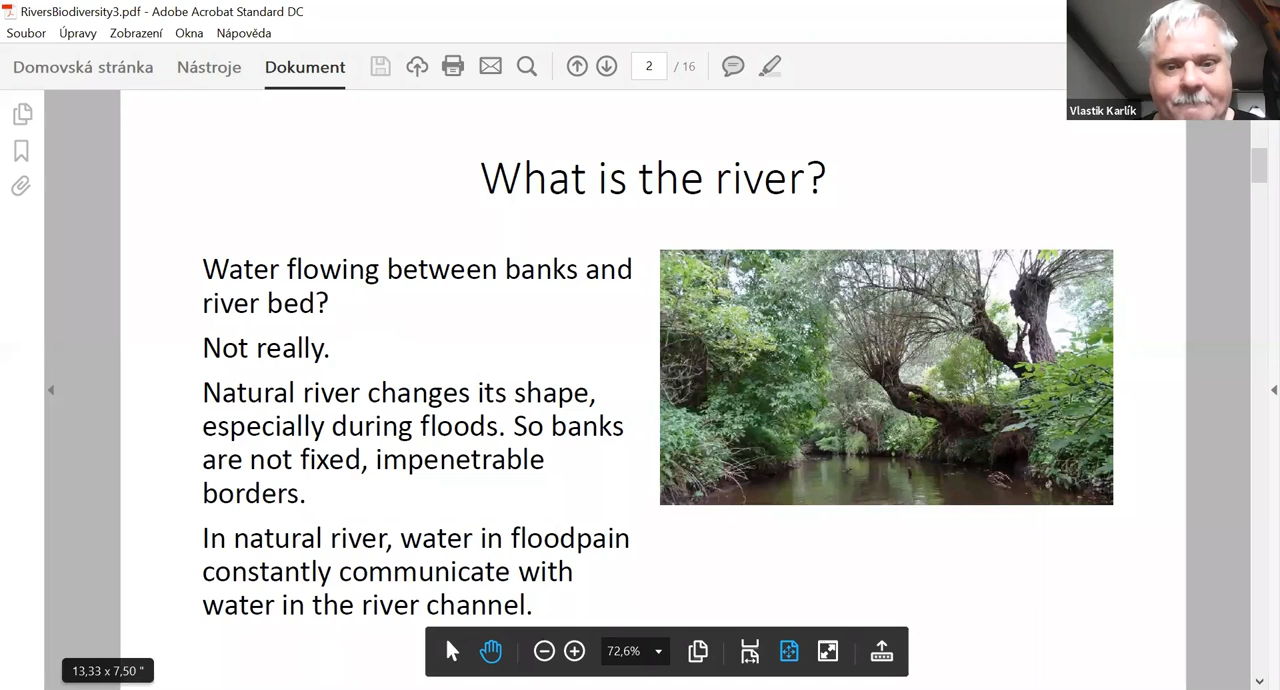 RiversBiodiversity3.pdf - Adobe Acrobat Standard DC
Soubor Úpravy Zobrazení Okna Nápověda
Domovská stránka Nástroje Dokument 2 / 16
Vlastik Karlík
What is the river?
Water flowing between banks and
river bed?
Not really.
Natural river changes its shape,
especially during floods. So banks
are not fixed, impenetrable
borders.
In natural river, water in floodpain
constantly communicate with
water in the river channel.
72,6%
13,33 x 7,50 "